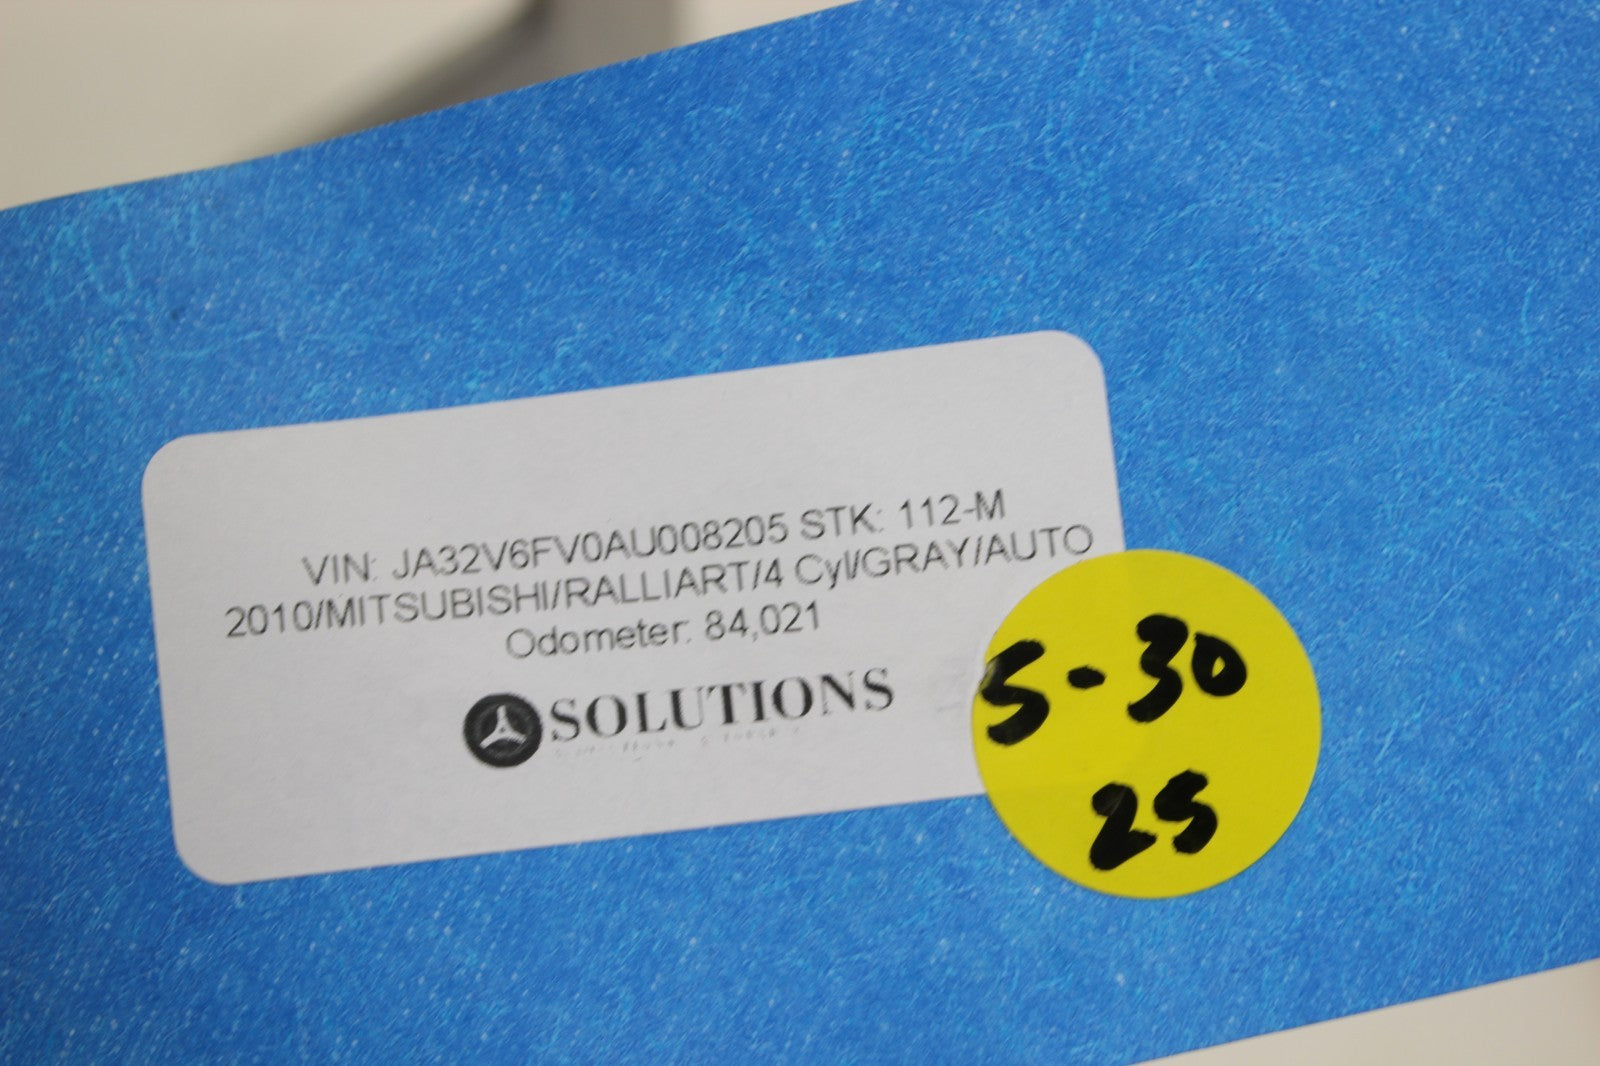 VIN: JA32V6FV0AU008205 STK: 112-M
2010/MITSUBISHI/RALLIART/4 Cyl/GRAY/AUTO
Odometer: 84,021
SOLUTIONS
5-30
25